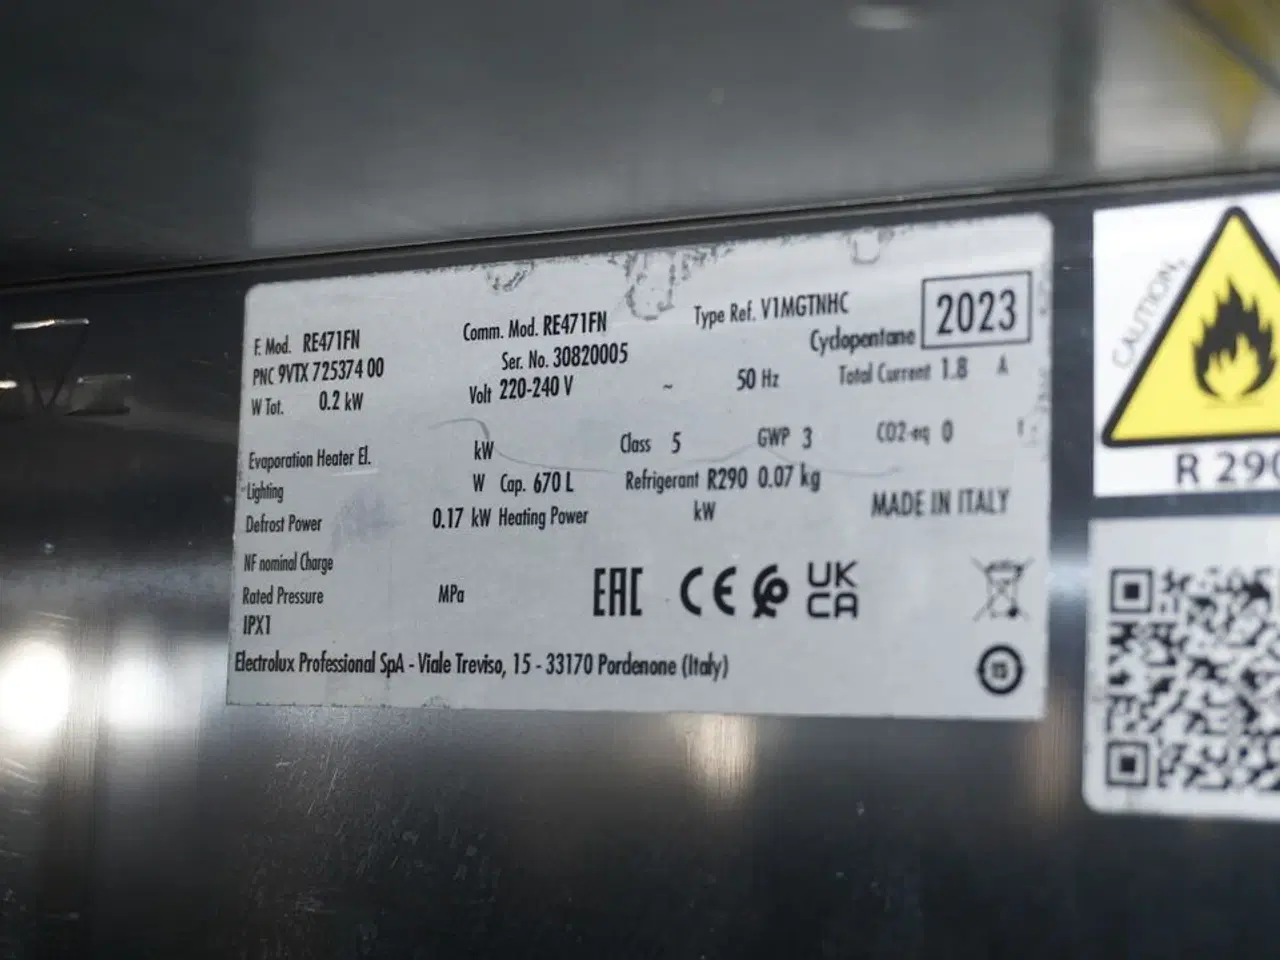 F. Mod. RE471FN
Comm. Mod. RE471FN
Type Ref. V1MGTNHC
2023
PNC 9VTX 725374 00
Ser. No. 30820005
Cyclopentane
W Tot. 0.2 kW
Volt 220-240 V ~ 50 Hz
Total Current 1.8 A
Evaporation Heater El. kW
Class 5 GWP 3 CO2-eq 0
Lighting W Cap. 670 L
Refrigerant R290 0.07 kg
Defrost Power 0.17 kW Heating Power kW
MADE IN ITALY
NF nominal Charge
Rated Pressure MPa
IPX1
EAC CE UK CA
Electrolux Professional SpA - Viale Treviso, 15 - 33170 Pordenone (Italy)
15
CAUTION
R 290